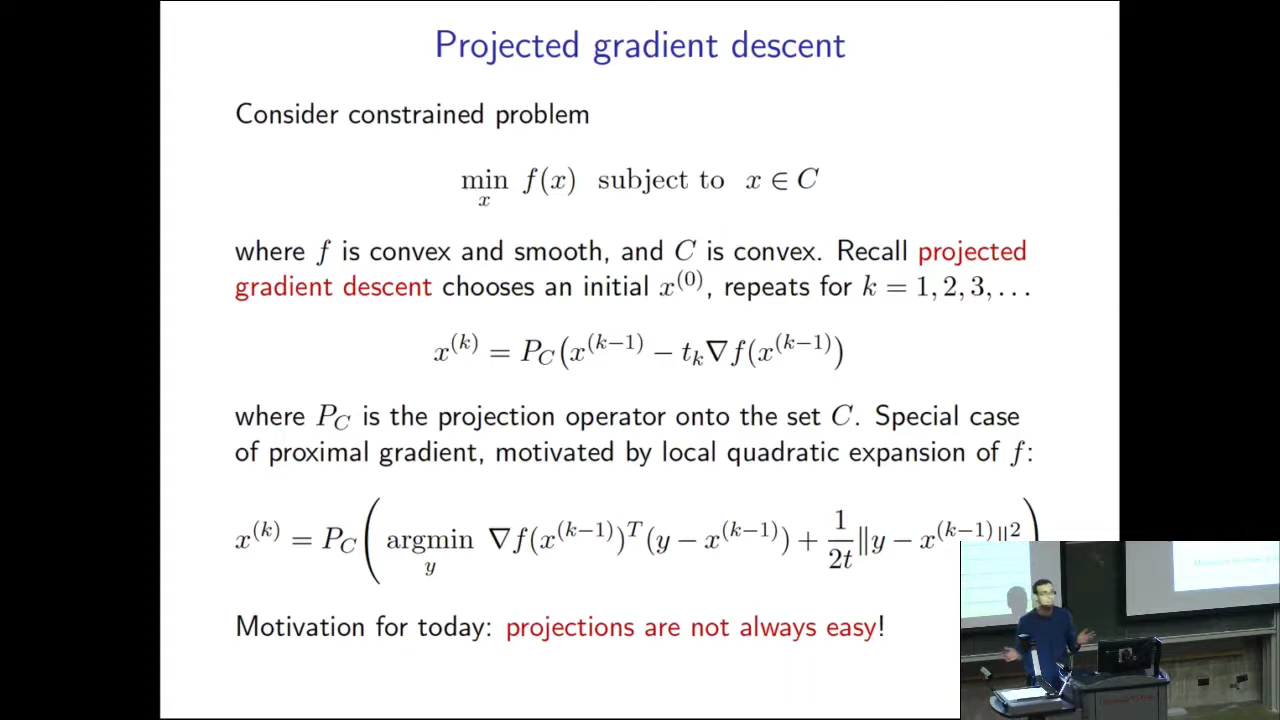 Projected gradient descent
Consider constrained problem
min f(x) subject to x ∈ C
x
where f is convex and smooth, and C is convex. Recall projected
gradient descent chooses an initial x^(0), repeats for k = 1, 2, 3, . . .
x^(k) = P_C(x^(k−1) − t_k∇f(x^(k−1))
where P_C is the projection operator onto the set C. Special case
of proximal gradient, motivated by local quadratic expansion of f:
x^(k) = P_C( argmin ∇f(x^(k−1))^T(y − x^(k−1)) + 1/2t ‖y − x^(k−1)‖^2 )
y
Motivation for today: projections are not always easy!